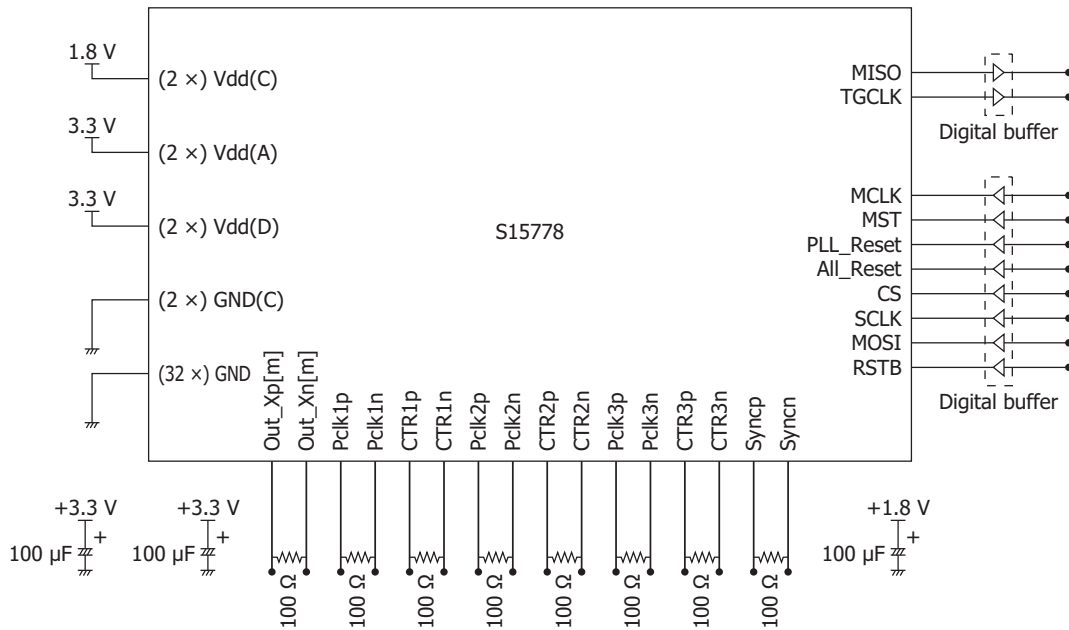 1.8 V
(2 ×) Vdd(C)
3.3 V
(2 ×) Vdd(A)
3.3 V
(2 ×) Vdd(D)
(2 ×) GND(C)
(32 ×) GND
S15778
MISO
TGCLK
Digital buffer
MCLK
MST
PLL_Reset
All_Reset
CS
SCLK
MOSI
RSTB
Digital buffer
Out_Xp[m]
Out_Xn[m]
Pclk1p
Pclk1n
CTR1p
CTR1n
Pclk2p
Pclk2n
CTR2p
CTR2n
Pclk3p
Pclk3n
CTR3p
CTR3n
Syncp
Syncn
+3.3 V
+
100 µF
+3.3 V
+
100 µF
100 Ω
100 Ω
100 Ω
100 Ω
100 Ω
100 Ω
100 Ω
100 Ω
+1.8 V
+
100 µF